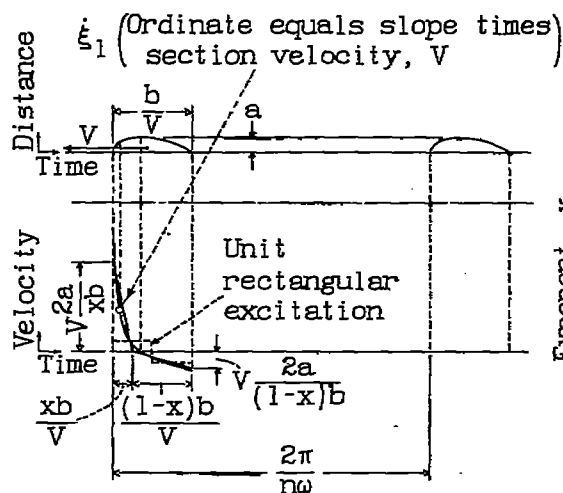 ξ̇₁ (Ordinate equals slope times section velocity, V)
Distance
b/V
a
V
Time
Velocity
V 2a/xb
Unit
rectangular
excitation
Time
V 2a/(1-x)b
xb/V
(1-x)b/V
2π/nω